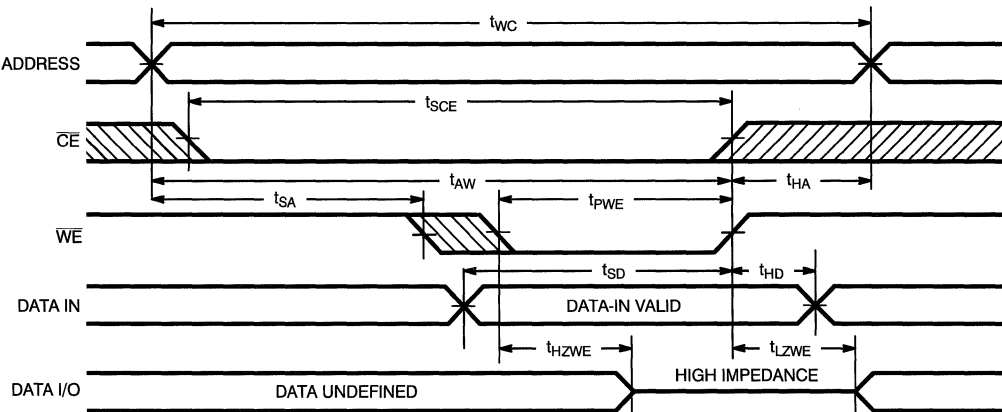 tWC
ADDRESS
tSCE
CE
tAW
tHA
tSA
tPWE
WE
tSD
tHD
DATA IN
DATA-IN VALID
tHZWE
tLZWE
HIGH IMPEDANCE
DATA I/O
DATA UNDEFINED